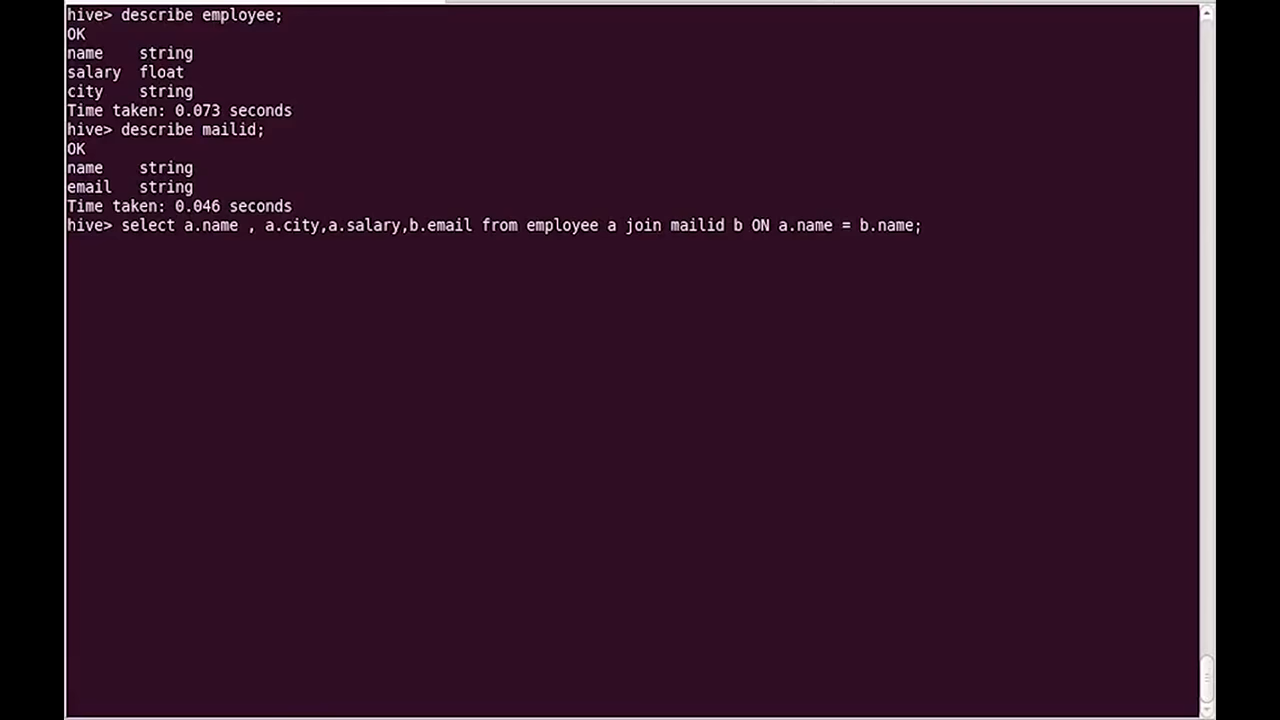 hive> describe employee;
OK
name    string
salary  float
city    string
Time taken: 0.073 seconds
hive> describe mailid;
OK
name    string
email   string
Time taken: 0.046 seconds
hive> select a.name , a.city,a.salary,b.email from employee a join mailid b ON a.name = b.name;